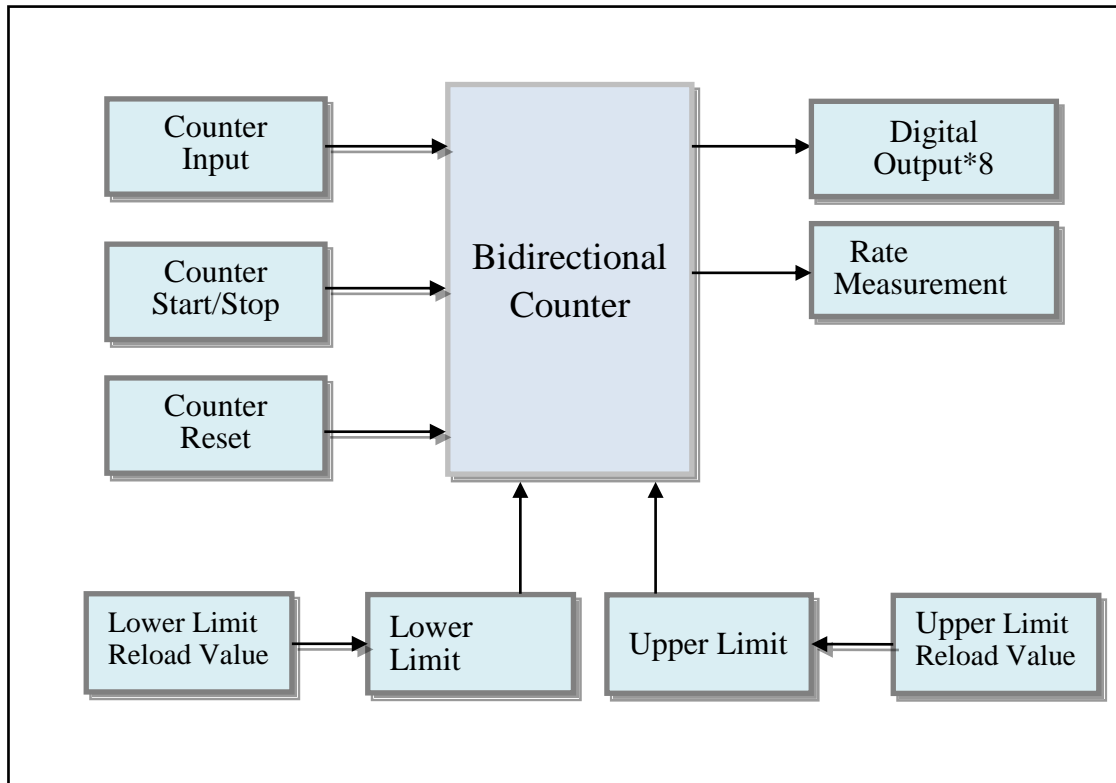 Counter
Input
Counter
Start/Stop
Counter
Reset
Bidirectional
Counter
Digital
Output*8
Rate
Measurement
Lower Limit
Reload Value
Lower
Limit
Upper Limit
Upper Limit
Reload Value